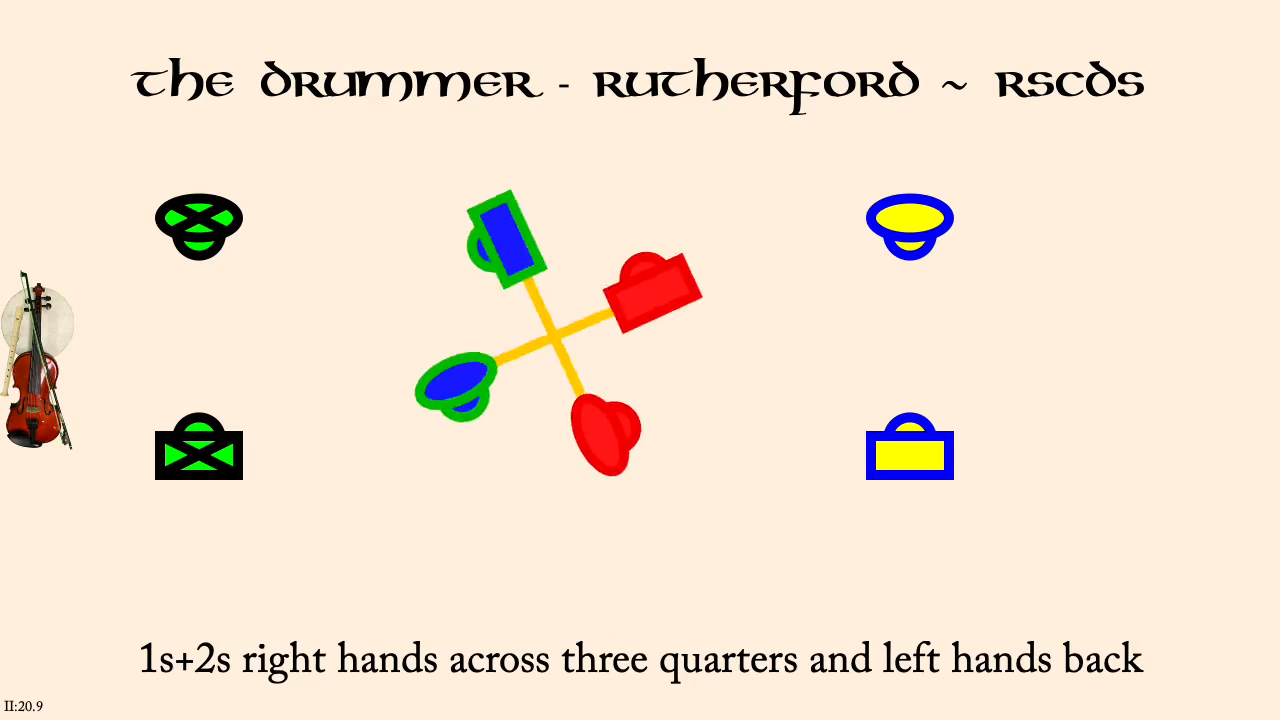 The Drummer - Rutherford ~ RSCDS
1s+2s right hands across three quarters and left hands back
II:20.9